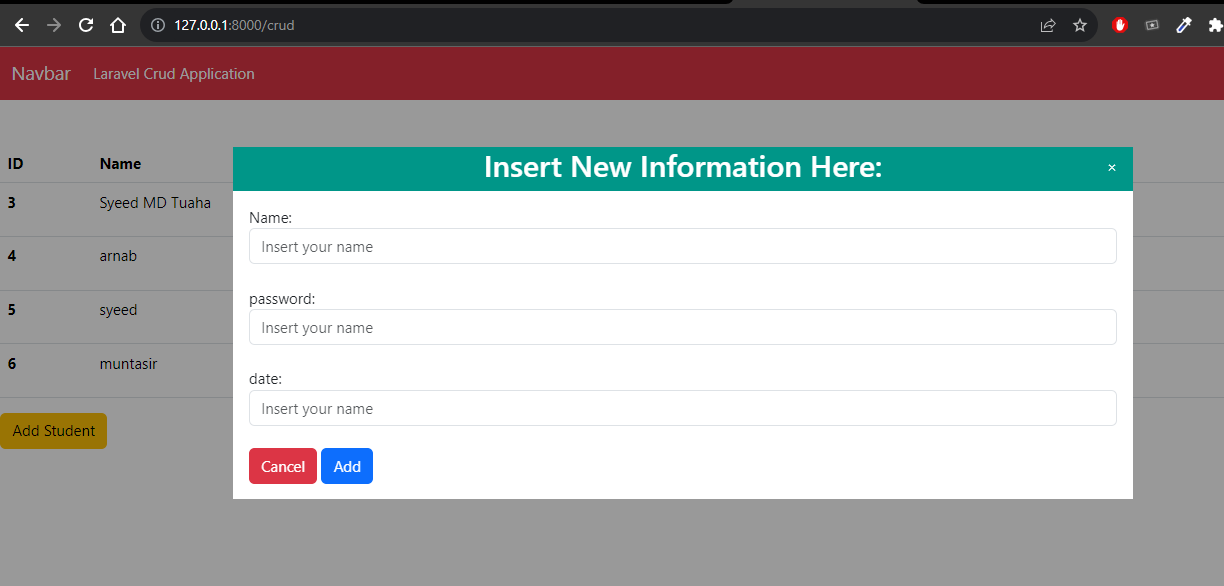 127.0.0.1:8000/crud
Navbar Laravel Crud Application
ID Name
Insert New Information Here: ×
3 Syeed MD Tuaha
Name:
Insert your name
4 arnab
password:
5 syeed
Insert your name
6 muntasir
date:
Insert your name
Add Student
Cancel Add